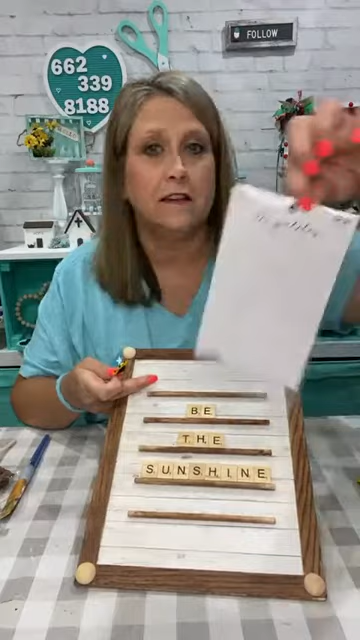 662
339
8188
FOLLOW
BE
THE
SUNSHINE